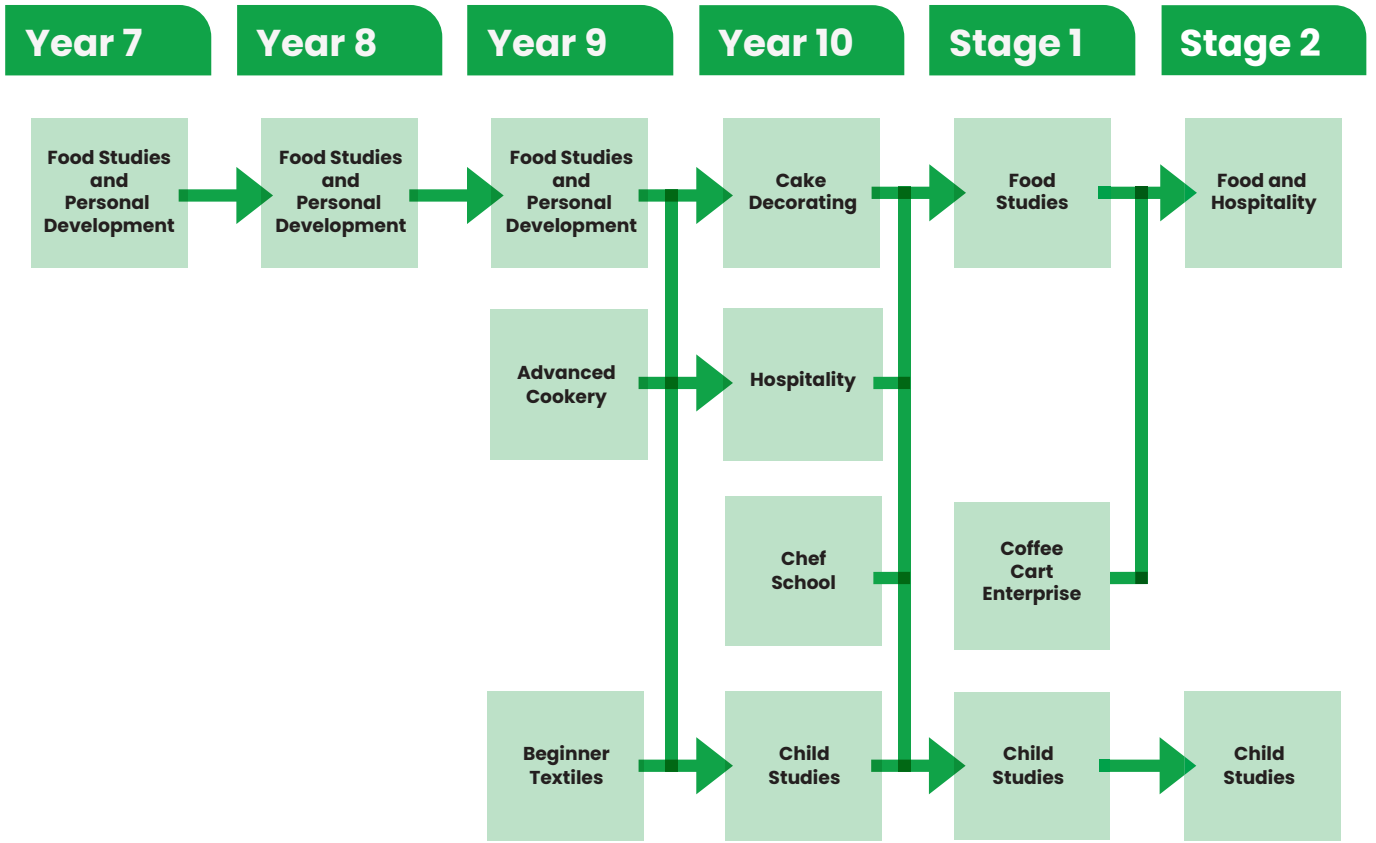 Year 7
Year 8
Year 9
Year 10
Stage 1
Stage 2
Food Studies
and
Personal
Development
Food Studies
and
Personal
Development
Food Studies
and
Personal
Development
Cake
Decorating
Food
Studies
Food and
Hospitality
Advanced
Cookery
Hospitality
Chef
School
Coffee
Cart
Enterprise
Beginner
Textiles
Child
Studies
Child
Studies
Child
Studies